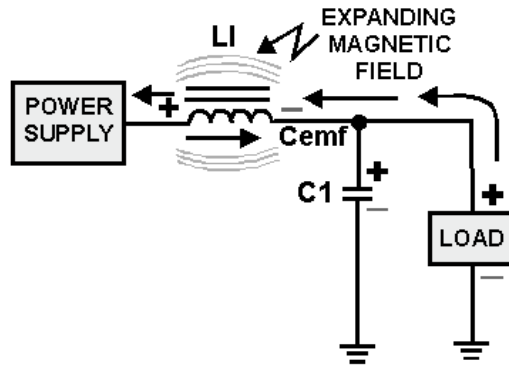 EXPANDING
MAGNETIC
FIELD
LI
POWER
SUPPLY
+
−
Cemf
C1
+
−
+
LOAD
−